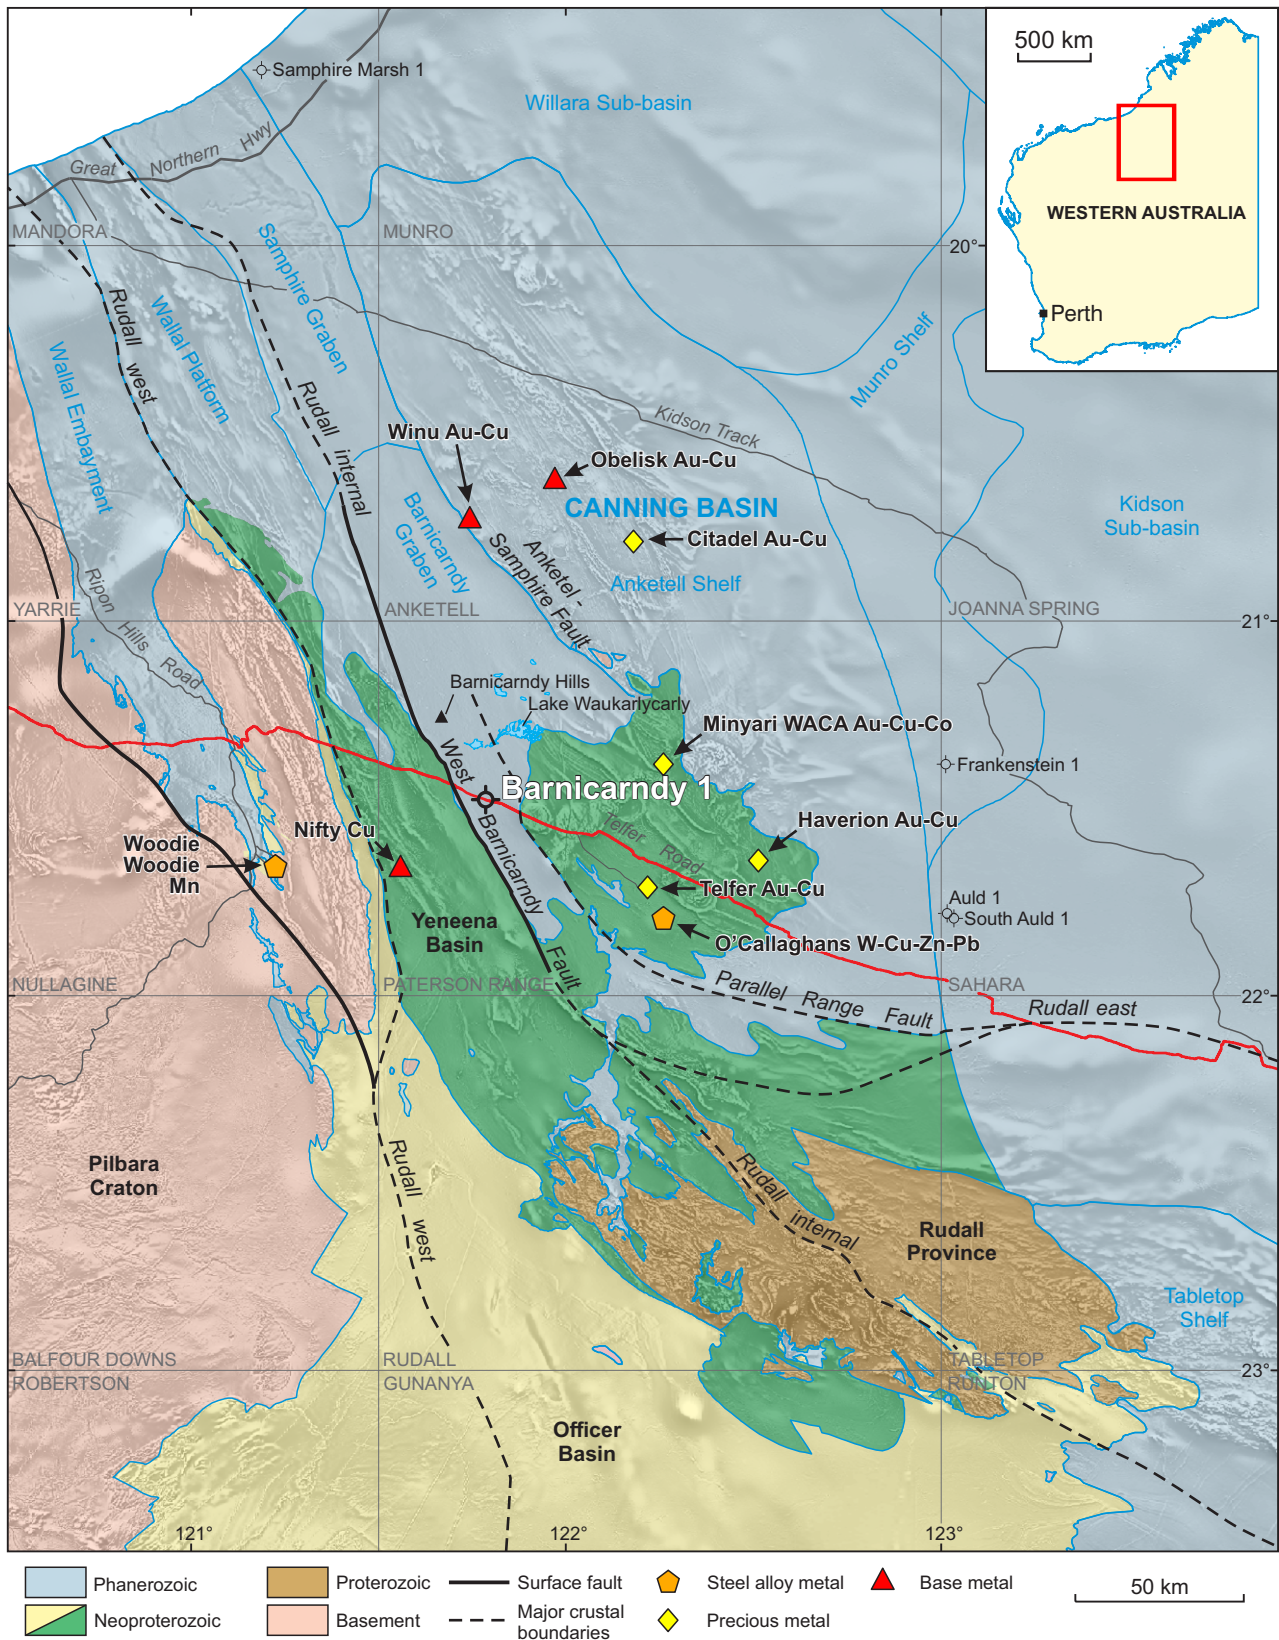 Samphire Marsh 1
Willara Sub-basin
500 km
WESTERN AUSTRALIA
Perth
Great Northern Hwy
MANDORA
MUNRO
20°
Samphire Graben
Wallal Platform
Rudall west
Wallal Embayment
Rudall internal
Munro Shelf
Kidson Track
Winu Au-Cu
Obelisk Au-Cu
CANNING BASIN
Citadel Au-Cu
Kidson
Sub-basin
Barnicarndy
Graben
Anketel -
Samphire Fault
Anketell Shelf
Ripon Hills Road
YARRIE
ANKETELL
JOANNA SPRING
21°
Barnicarndy Hills
Lake Waukarlycarly
Minyari WACA Au-Cu-Co
West Barnicarndy Fault
Barnicarndy 1
Frankenstein 1
Telfer Road
Haverion Au-Cu
Nifty Cu
Woodie
Woodie
Mn
Telfer Au-Cu
Auld 1
South Auld 1
Yeneena
Basin
O'Callaghans W-Cu-Zn-Pb
NULLAGINE
PATERSON RANGE
SAHARA
22°
Parallel Range Fault
Rudall east
Pilbara
Craton
Rudall west
Rudall internal
Rudall
Province
Tabletop
Shelf
BALFOUR DOWNS
ROBERTSON
RUDALL
GUNANYA
TABLETOP
RUNTON
23°
Officer
Basin
121°
122°
123°
Phanerozoic
Proterozoic
Surface fault
Steel alloy metal
Base metal
50 km
Neoproterozoic
Basement
Major crustal
boundaries
Precious metal